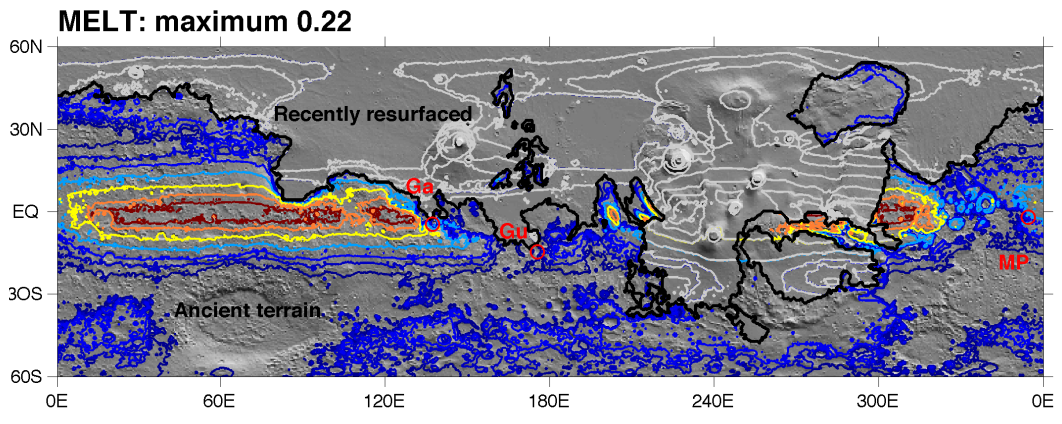 MELT: maximum 0.22
60N
Recently resurfaced
30N
Ga
EQ
Gu
MP
30S
Ancient terrain
60S
0E 60E 120E 180E 240E 300E 0E